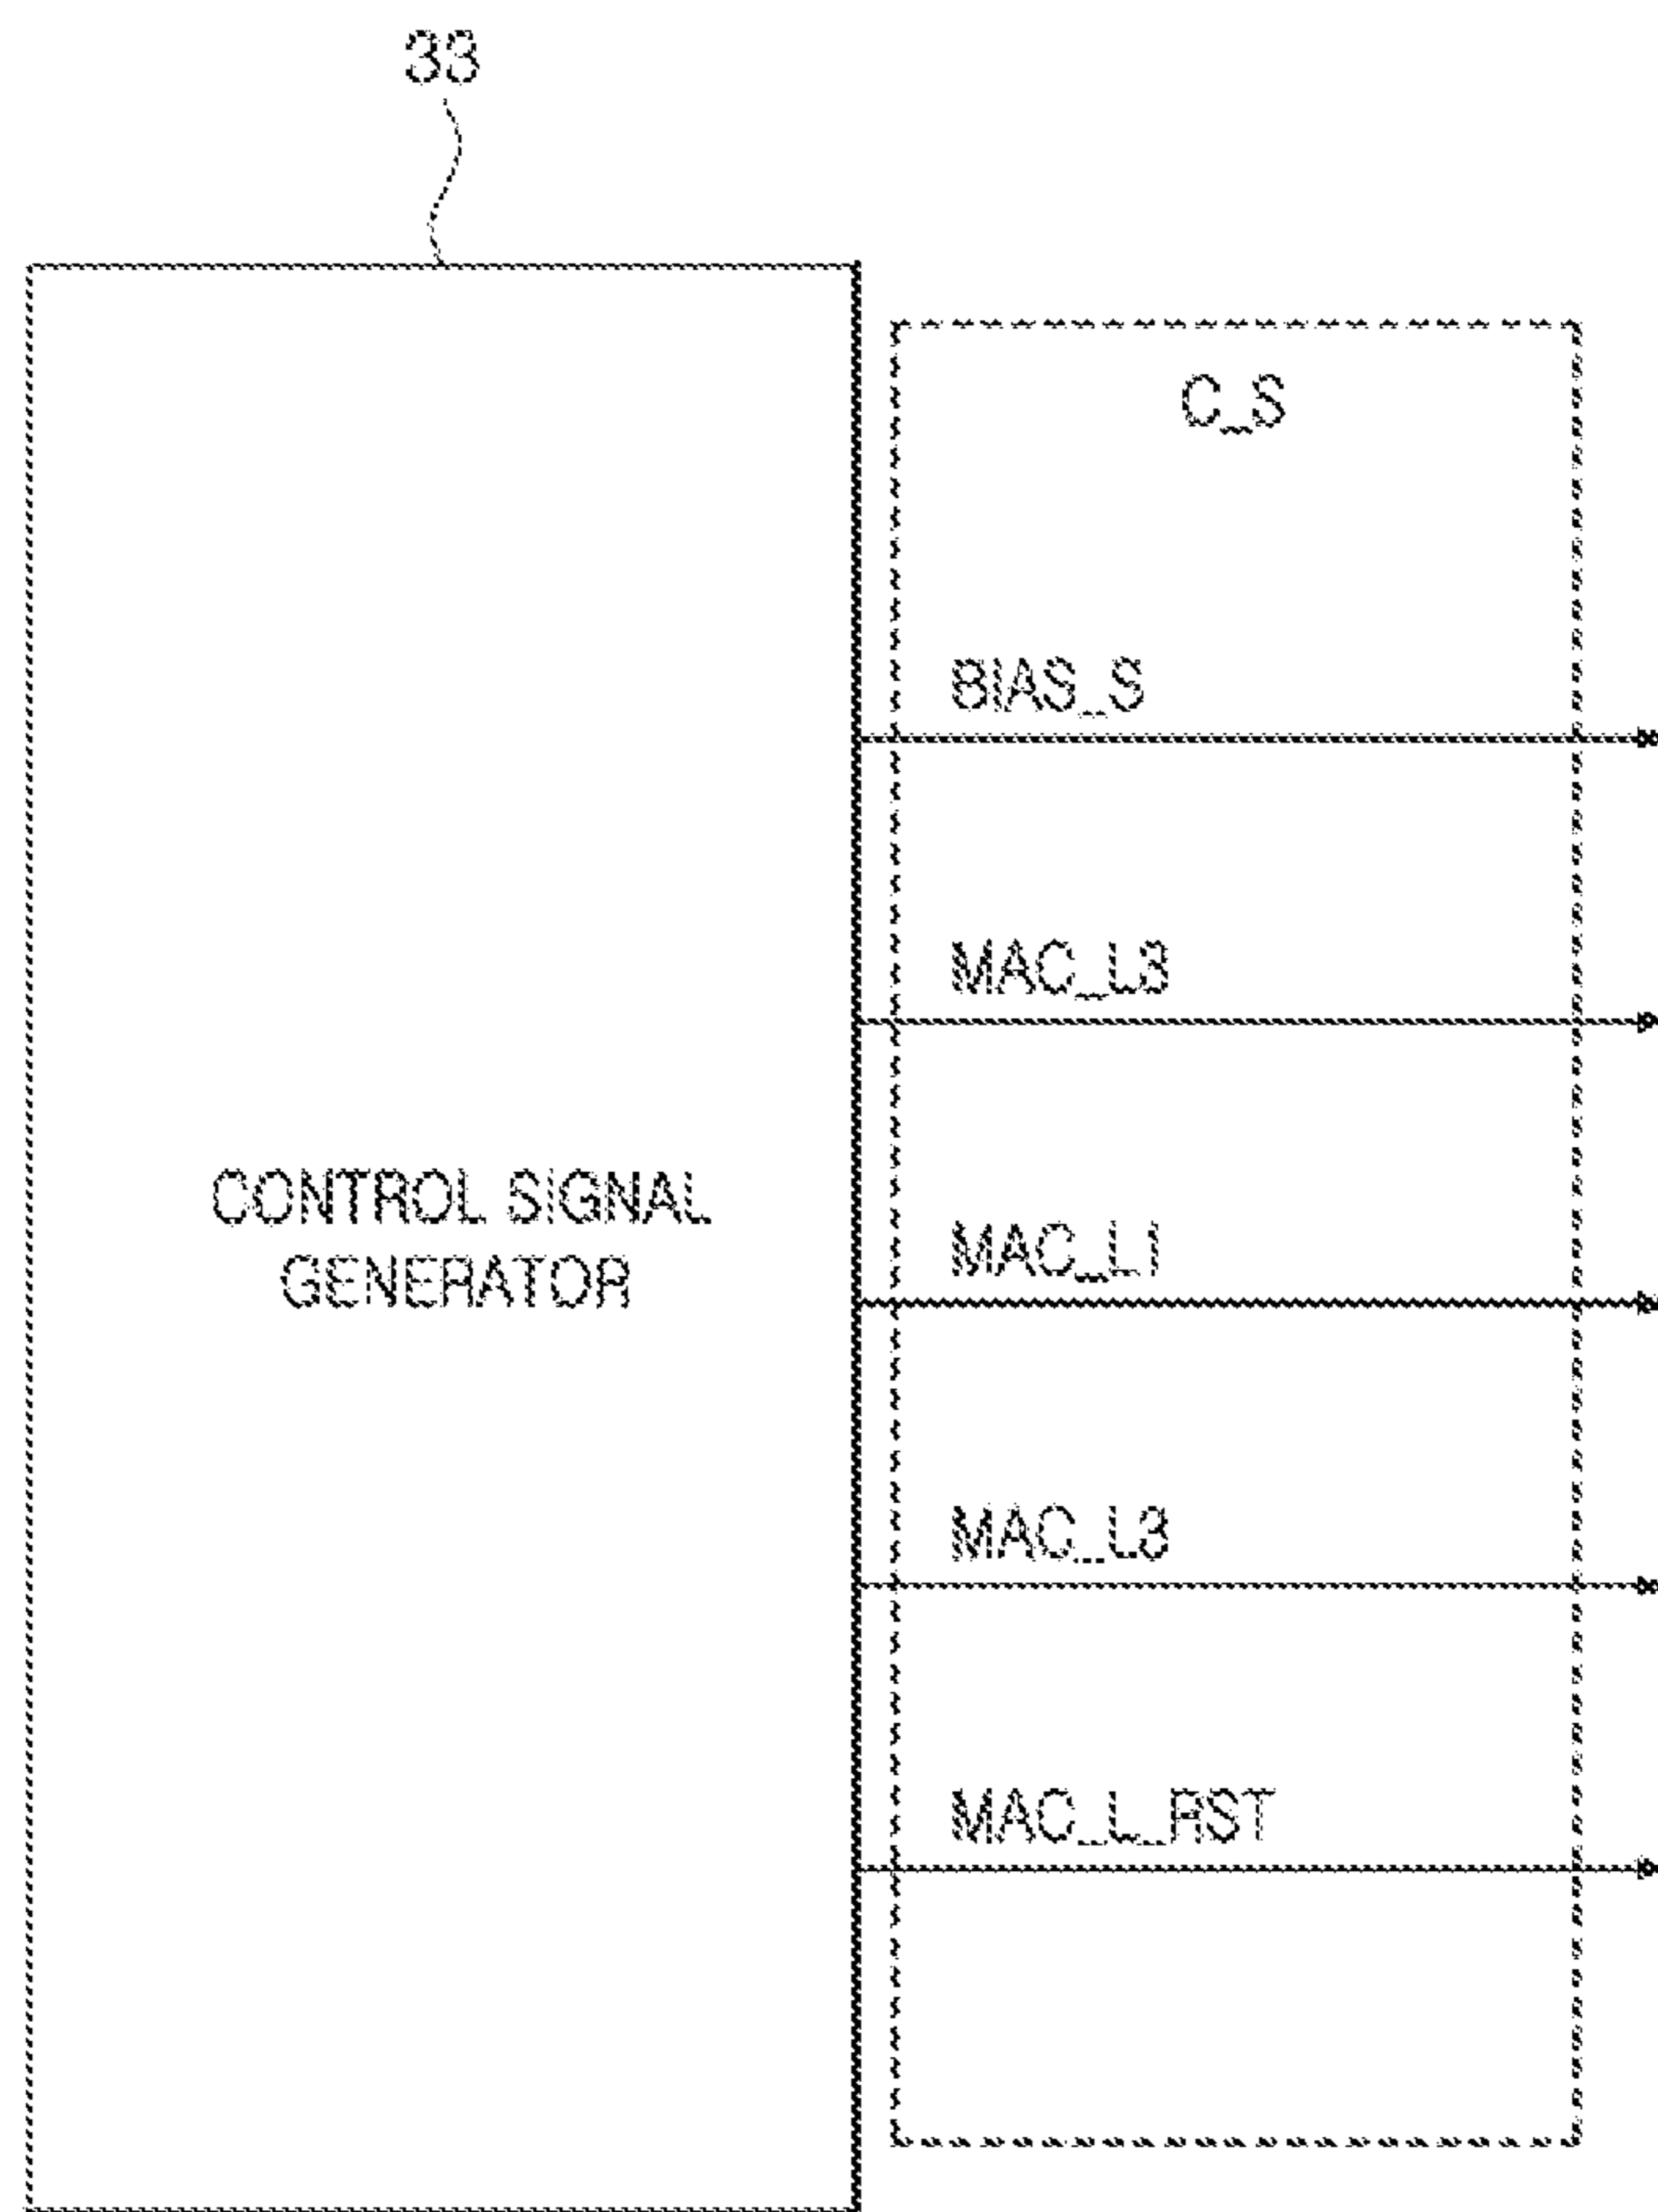 33
C_S
BIAS_S
MAC_L3
CONTROL SIGNAL
GENERATOR
MAC_L1
MAC_L3
MAC_L_RST